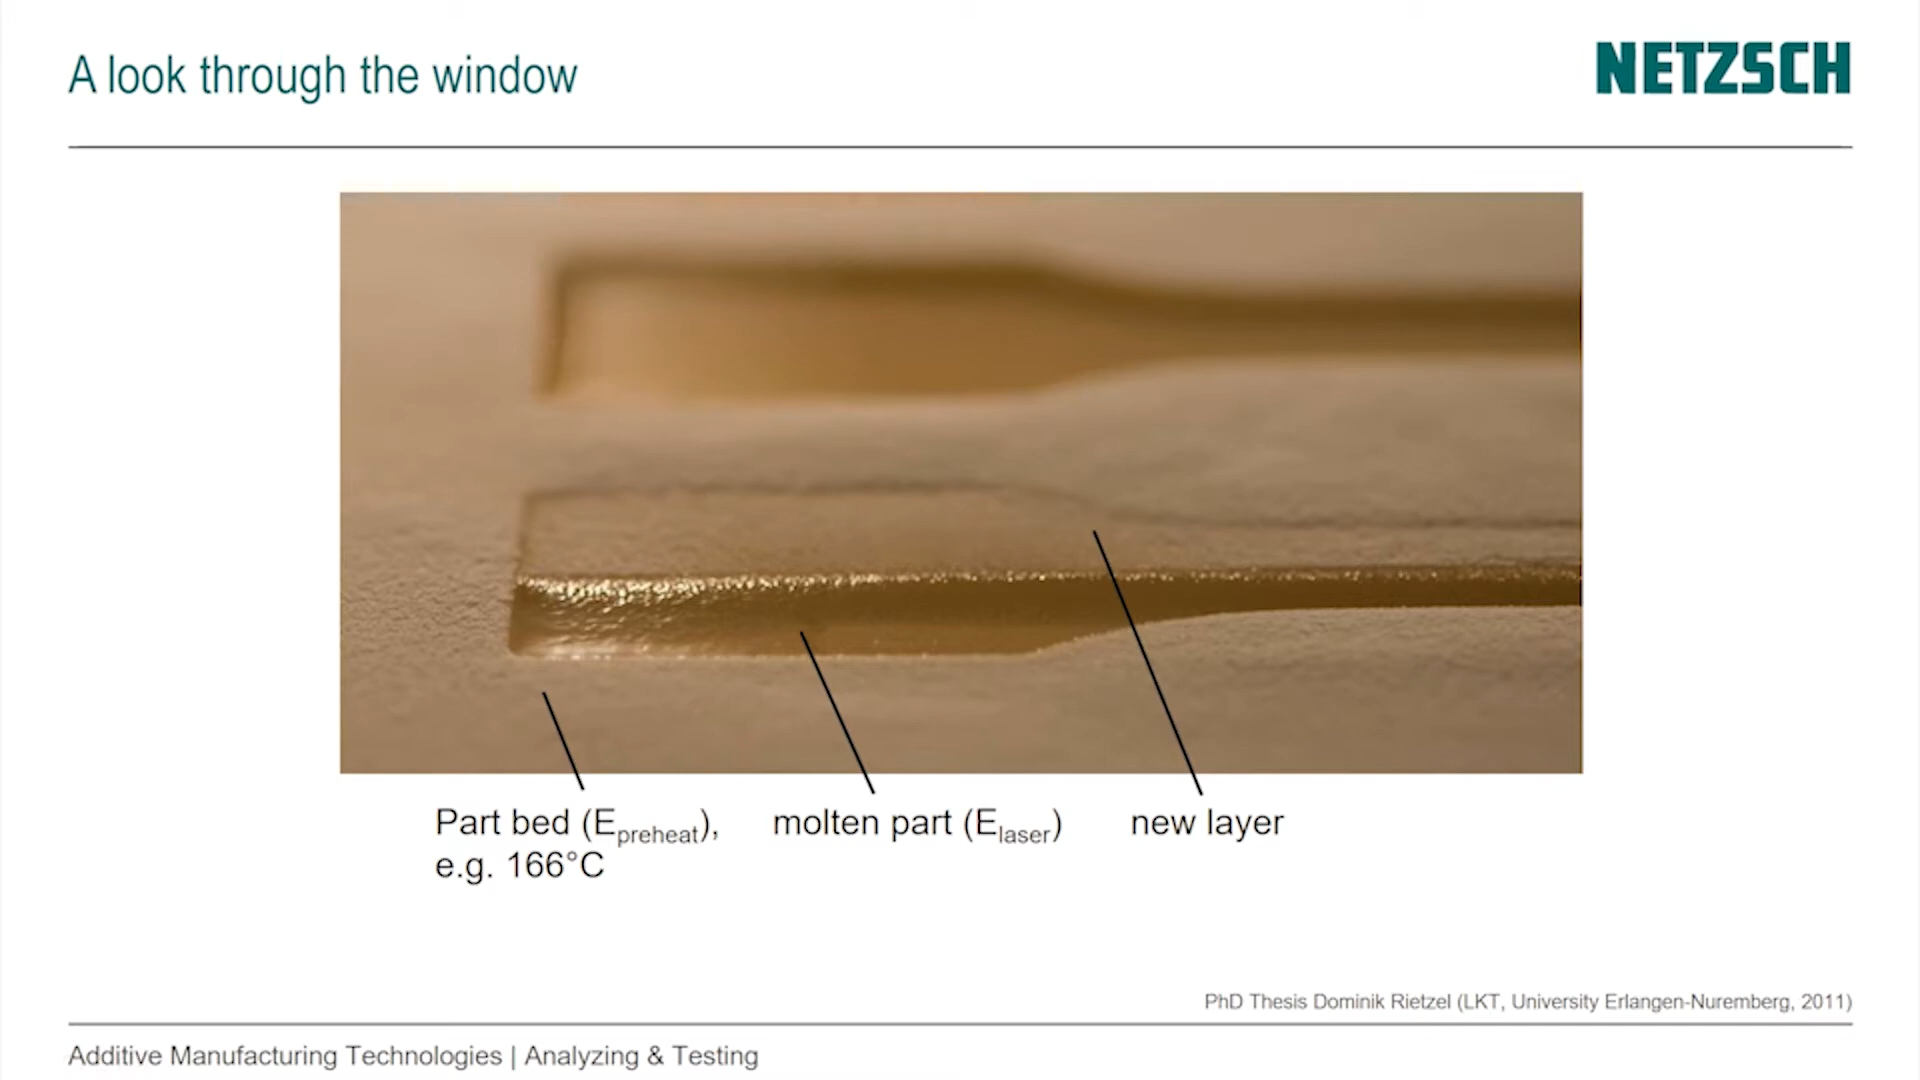 A look through the window
NETZSCH
Part bed (Epreheat),
e.g. 166°C
molten part (Elaser)
new layer
PhD Thesis Dominik Rietzel (LKT, University Erlangen-Nuremberg, 2011)
Additive Manufacturing Technologies | Analyzing & Testing